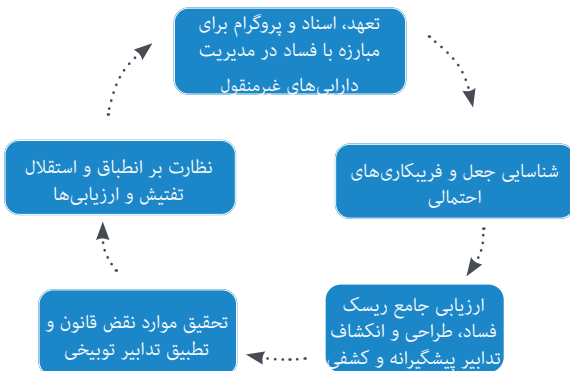 تعهد، اسناد و پروگرام برای
مبارزه با فساد در مدیریت
دارایی‌های غیرمنقول
شناسایی جعل و فریبکاری‌های
احتمالی
ارزیابی جامع ریسک
فساد، طراحی و انکشاف
تدابیر پیشگیرانه و کشفی
تحقیق موارد نقض قانون و
تطبیق تدابیر توبیخی
نظارت بر انطباق و استقلال
تفتیش و ارزیابی‌ها